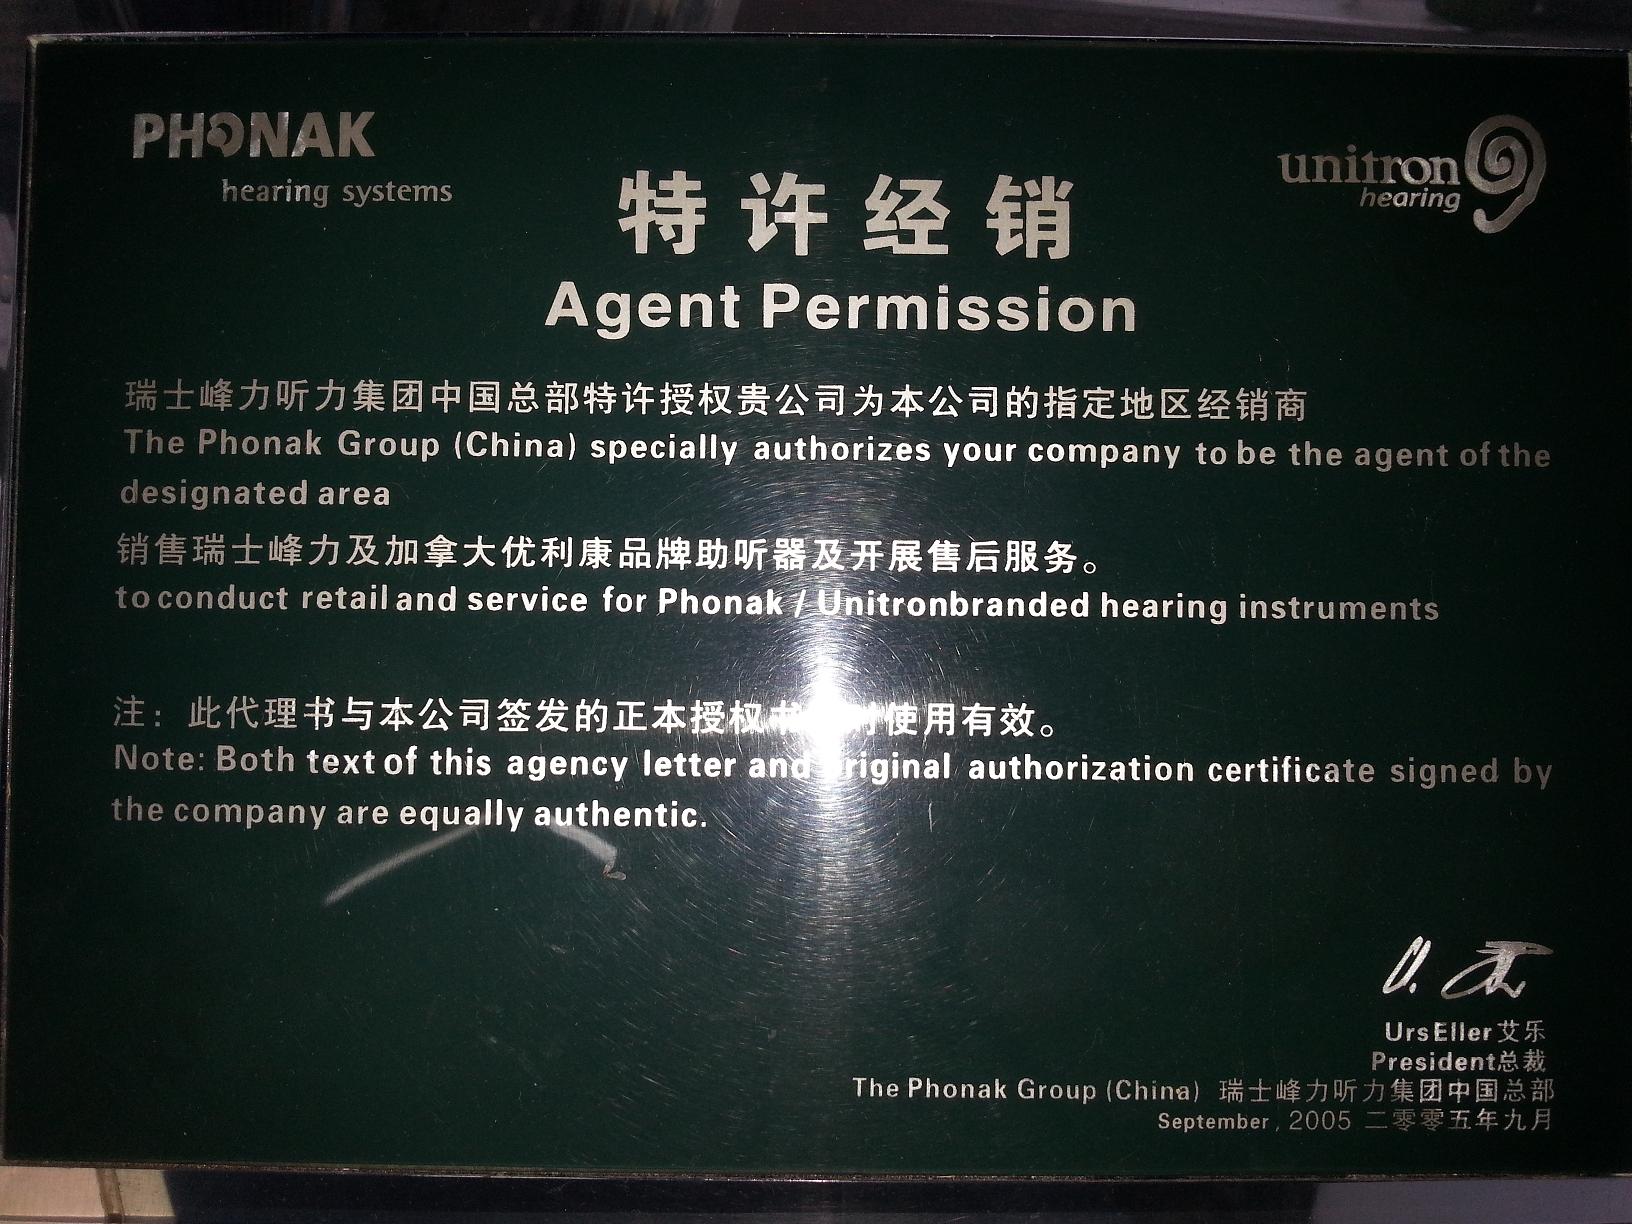 PHONAK
hearing systems
unitron
hearing
特许经销
Agent Permission
瑞士峰力听力集团中国总部特许授权贵公司为本公司的指定地区经销商
The Phonak Group (China) specially authorizes your company to be the agent of the
designated area
销售瑞士峰力及加拿大优利康品牌助听器及开展售后服务。
to conduct retail and service for Phonak / Unitronbranded hearing instruments
注：此代理书与本公司签发的正本授权书时使用有效。
Note: Both text of this agency letter and original authorization certificate signed by
the company are equally authentic.
Urs Eller 艾乐
President 总裁
The Phonak Group (China) 瑞士峰力听力集团中国总部
September, 2005 二零零五年九月